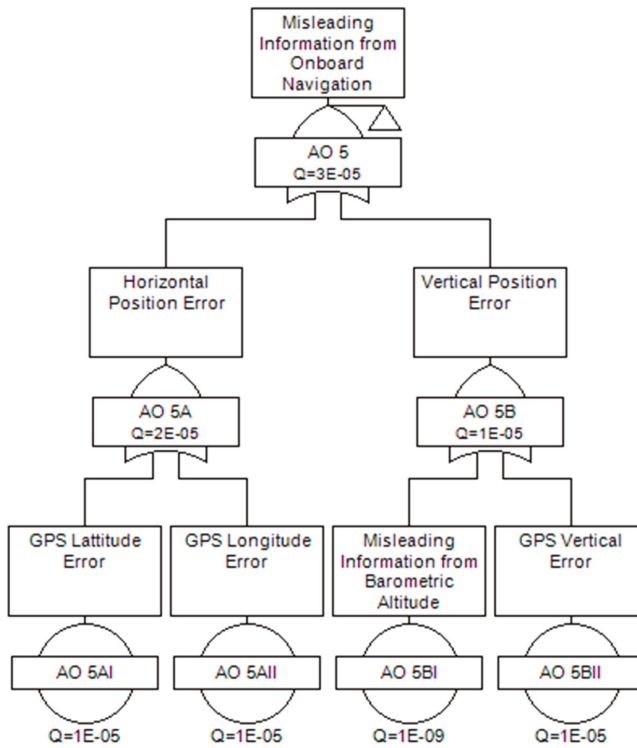 Misleading
Information from
Onboard
Navigation
AO 5
Q=3E-05
Horizontal
Position Error
Vertical Position
Error
AO 5A
Q=2E-05
AO 5B
Q=1E-05
GPS Lattitude
Error
GPS Longitude
Error
Misleading
Information from
Barometric
Altitude
GPS Vertical
Error
AO 5AI
AO 5AII
AO 5BI
AO 5BII
Q=1E-05
Q=1E-05
Q=1E-09
Q=1E-05